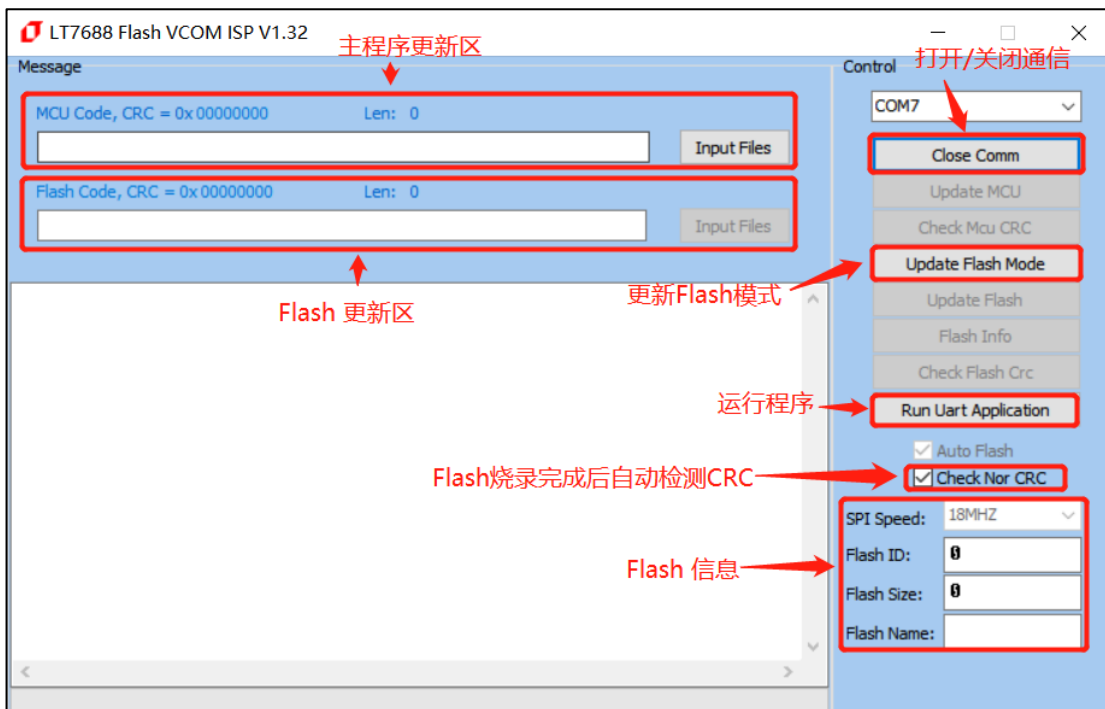 LT7688 Flash VCOM ISP V1.32
主程序更新区
打开/关闭通信
Message
Control
MCU Code, CRC = 0x 00000000 Len: 0
COM7
Input Files
Close Comm
Flash Code, CRC = 0x 00000000 Len: 0
Update MCU
Input Files
Check Mcu CRC
Update Flash Mode
更新Flash模式
Flash 更新区
Update Flash
Flash Info
Check Flash Crc
运行程序
Run Uart Application
Auto Flash
Flash烧录完成后自动检测CRC
Check Nor CRC
SPI Speed: 18MHZ
Flash 信息
Flash ID: 0
Flash Size: 0
Flash Name: